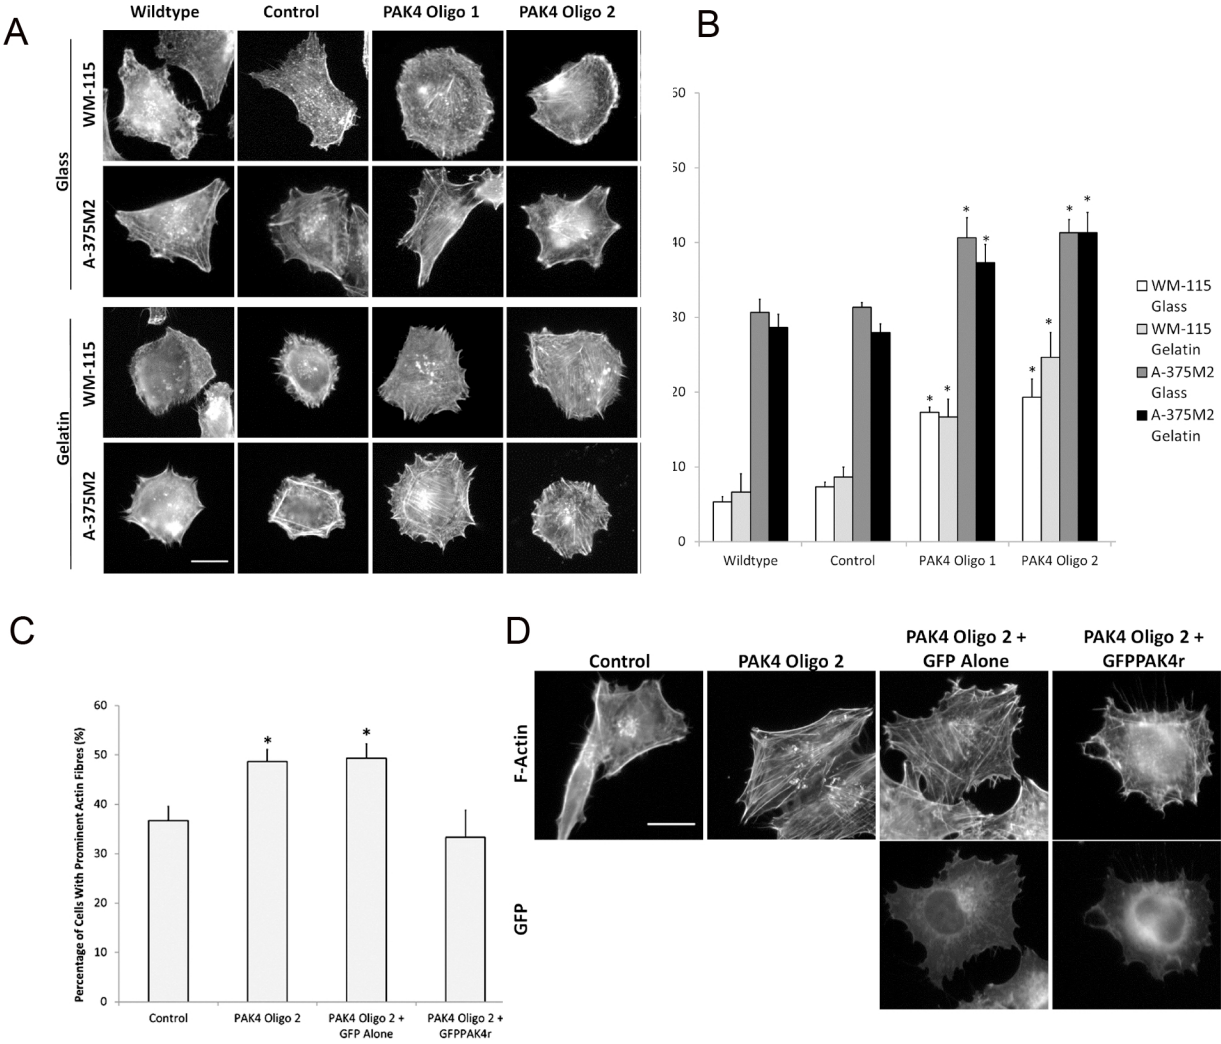 A
Wildtype
Control
PAK4 Oligo 1
PAK4 Oligo 2
Glass
WM-115
A-375M2
Gelatin
WM-115
A-375M2
B
60
50
40
30
20
10
0
*
*
*
*
*
*
*
*
Wildtype
Control
PAK4 Oligo 1
PAK4 Oligo 2
WM-115
Glass
WM-115
Gelatin
A-375M2
Glass
A-375M2
Gelatin
C
Percentage of Cells With Prominent Actin Fibres (%)
60
50
40
30
20
10
0
*
*
Control
PAK4 Oligo 2
PAK4 Oligo 2 +
GFP Alone
PAK4 Oligo 2 +
GFPPAK4r
D
Control
PAK4 Oligo 2
PAK4 Oligo 2 +
GFP Alone
PAK4 Oligo 2 +
GFPPAK4r
F-Actin
GFP